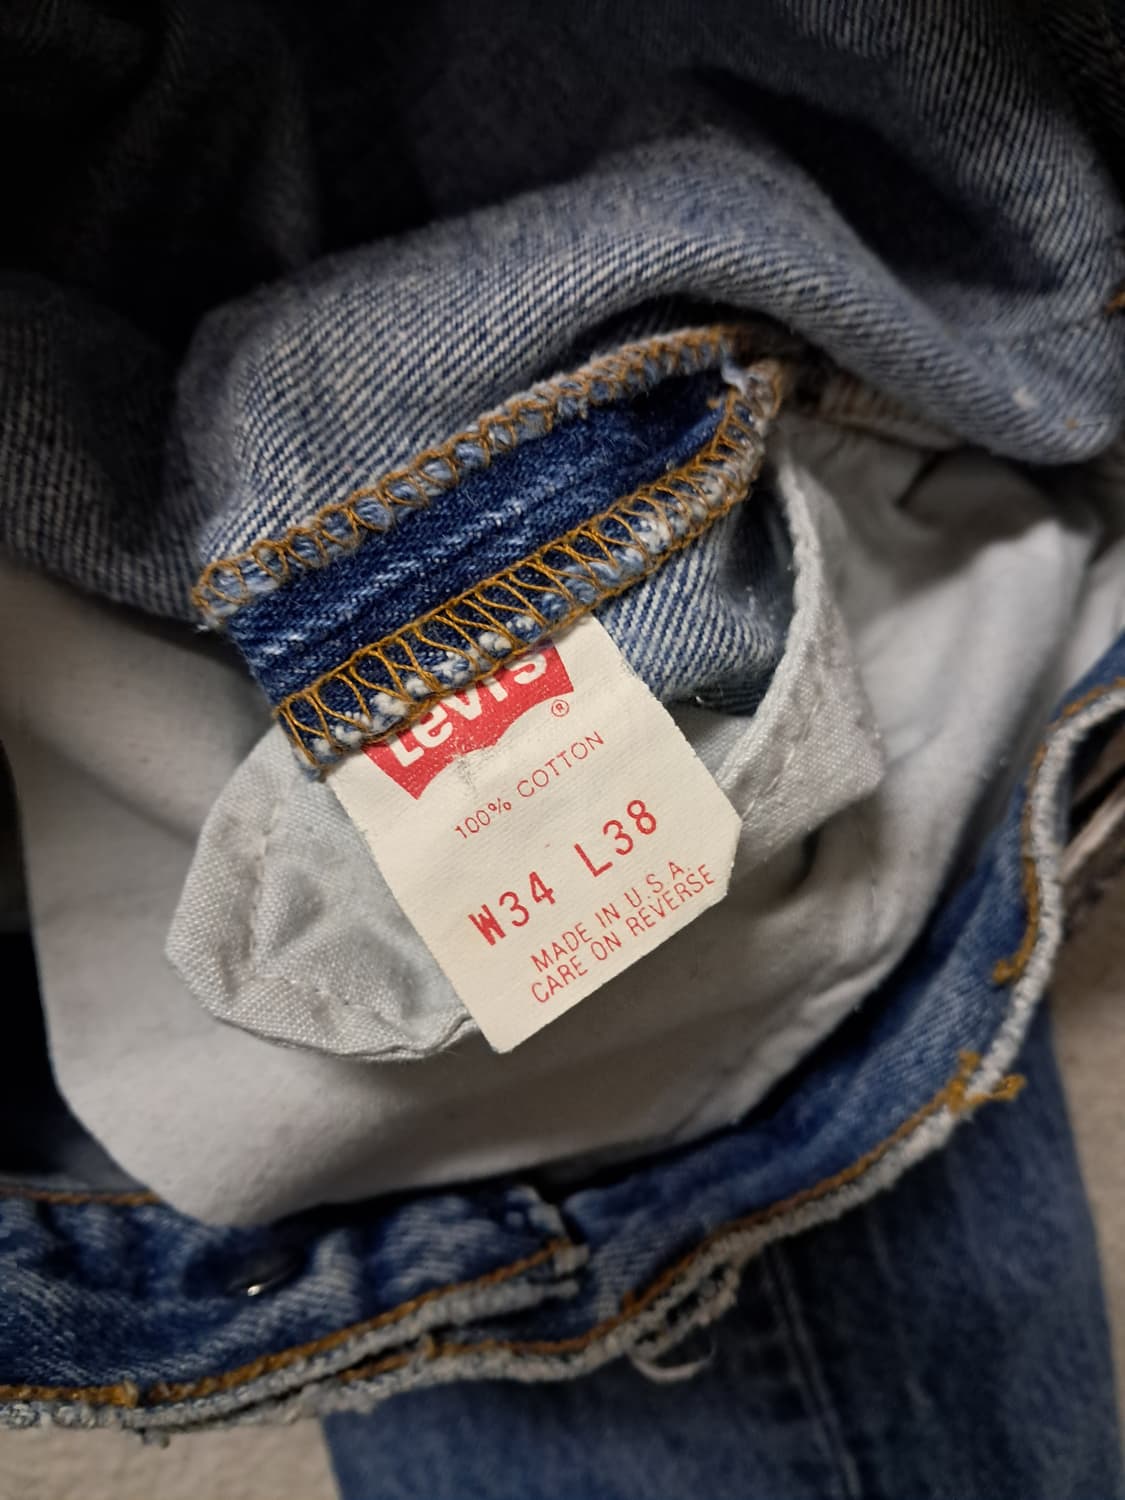 Levi's ®
100% COTTON
W34 L38
MADE IN U.S.A.
CARE ON REVERSE